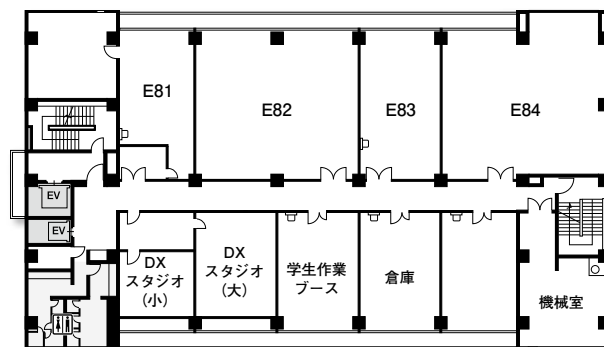 E81
E82
E83
E84
EV
EV
DX
スタジオ
（小）
DX
スタジオ
（大）
学生作業
ブース
倉庫
機械室